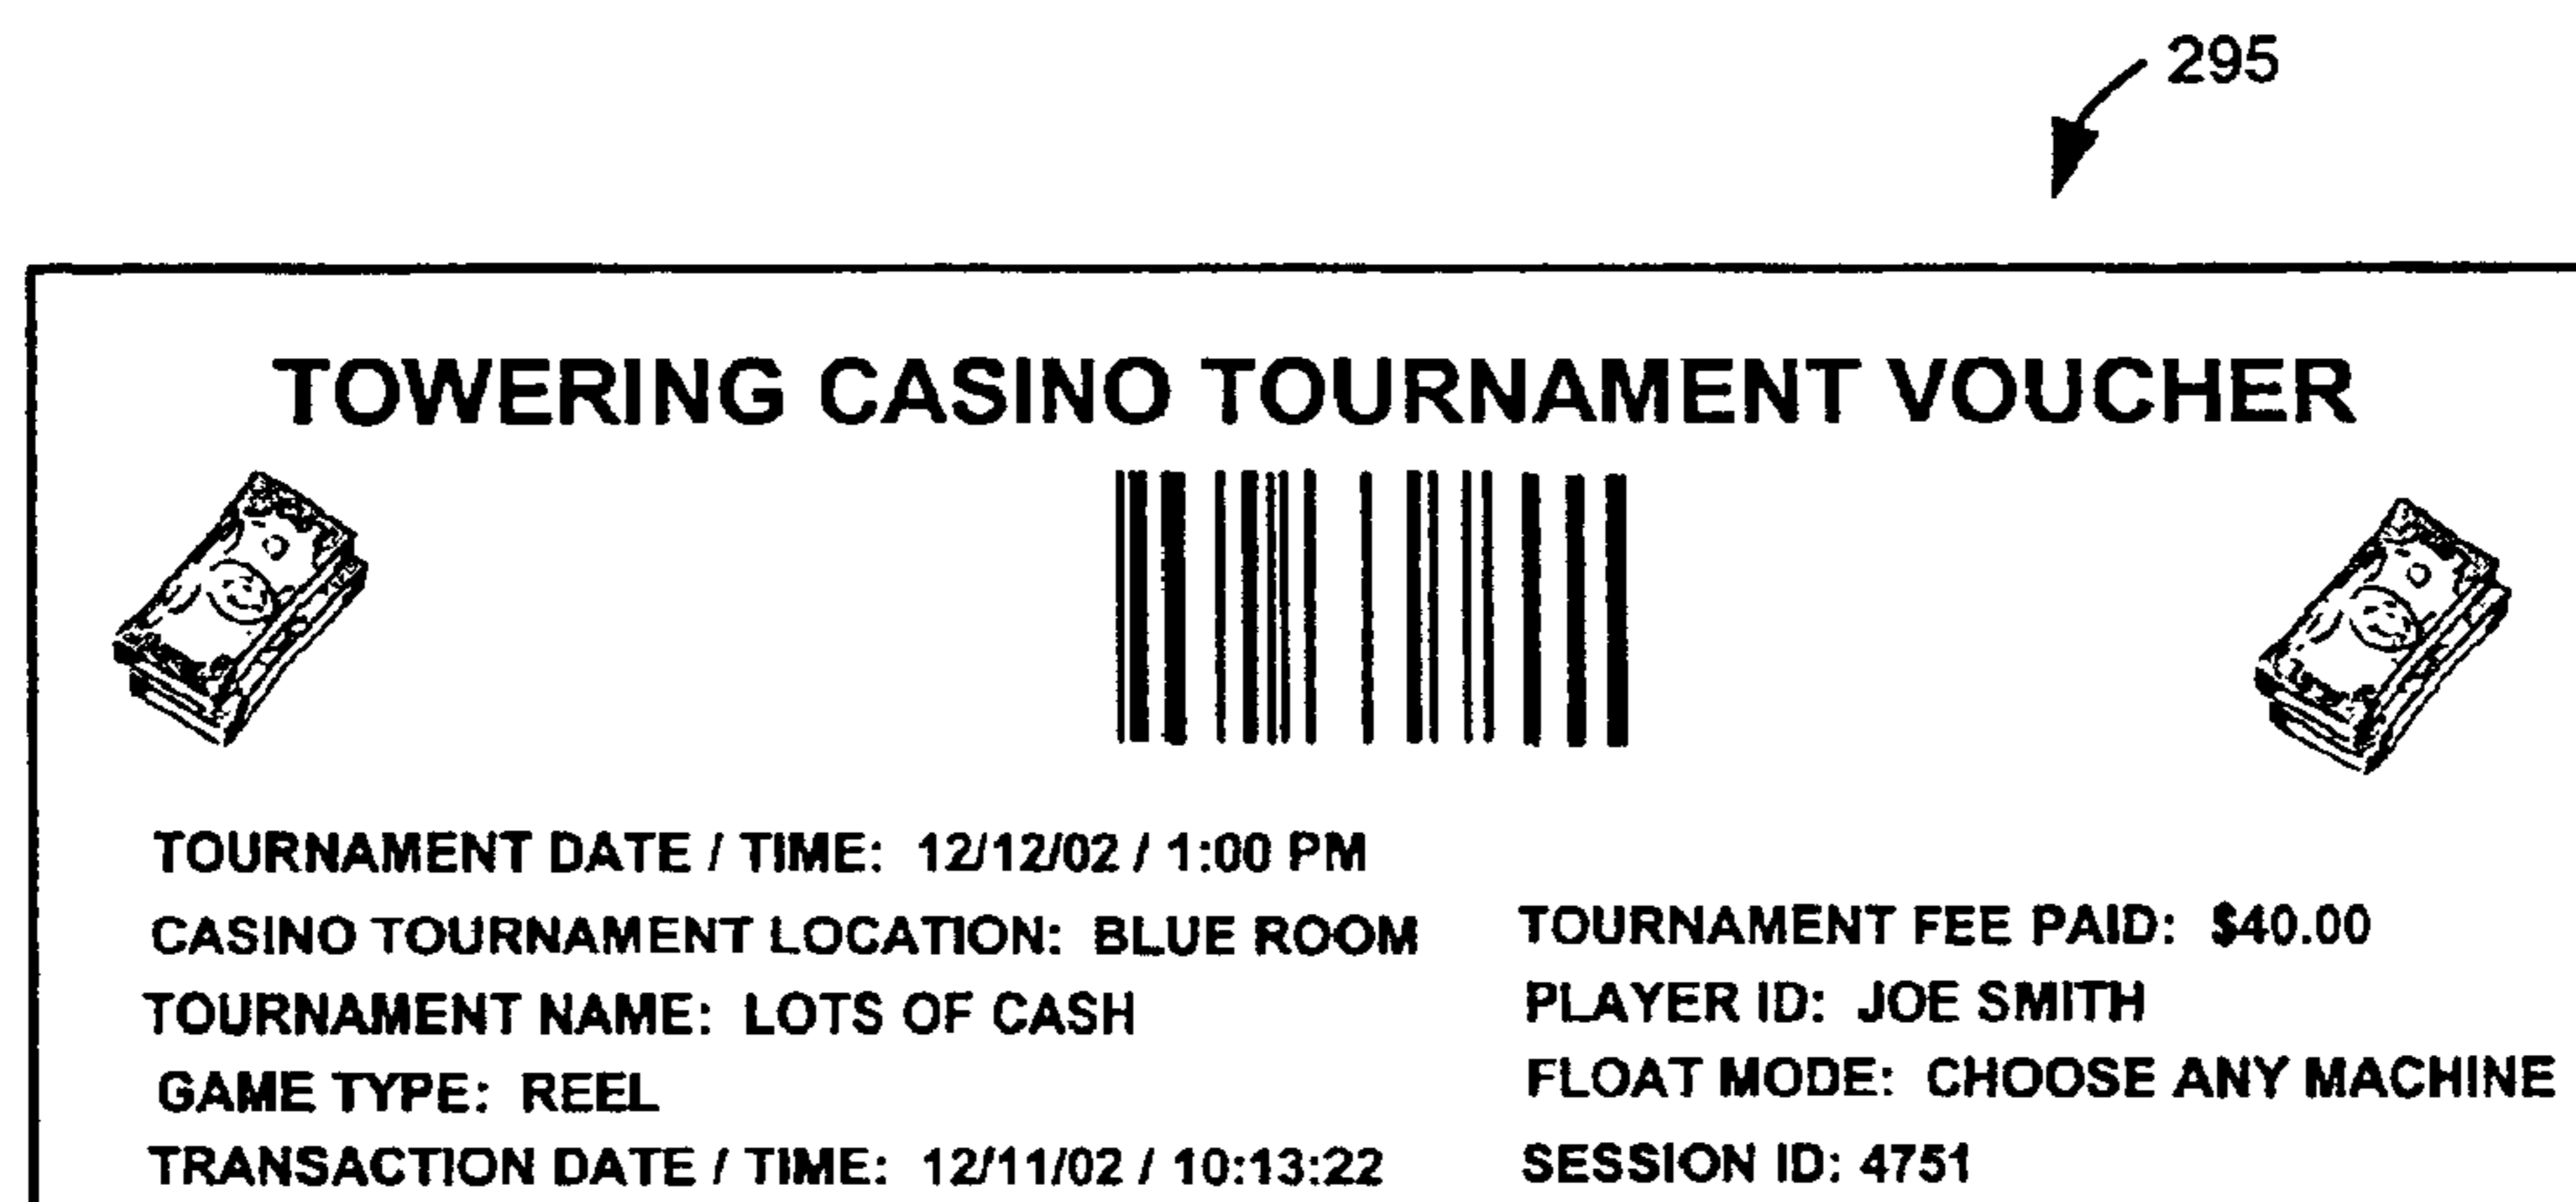 295
TOWERING CASINO TOURNAMENT VOUCHER
TOURNAMENT DATE / TIME: 12/12/02 / 1:00 PM
CASINO TOURNAMENT LOCATION: BLUE ROOM
TOURNAMENT NAME: LOTS OF CASH
GAME TYPE: REEL
TRANSACTION DATE / TIME: 12/11/02 / 10:13:22
TOURNAMENT FEE PAID: $40.00
PLAYER ID: JOE SMITH
FLOAT MODE: CHOOSE ANY MACHINE
SESSION ID: 4751